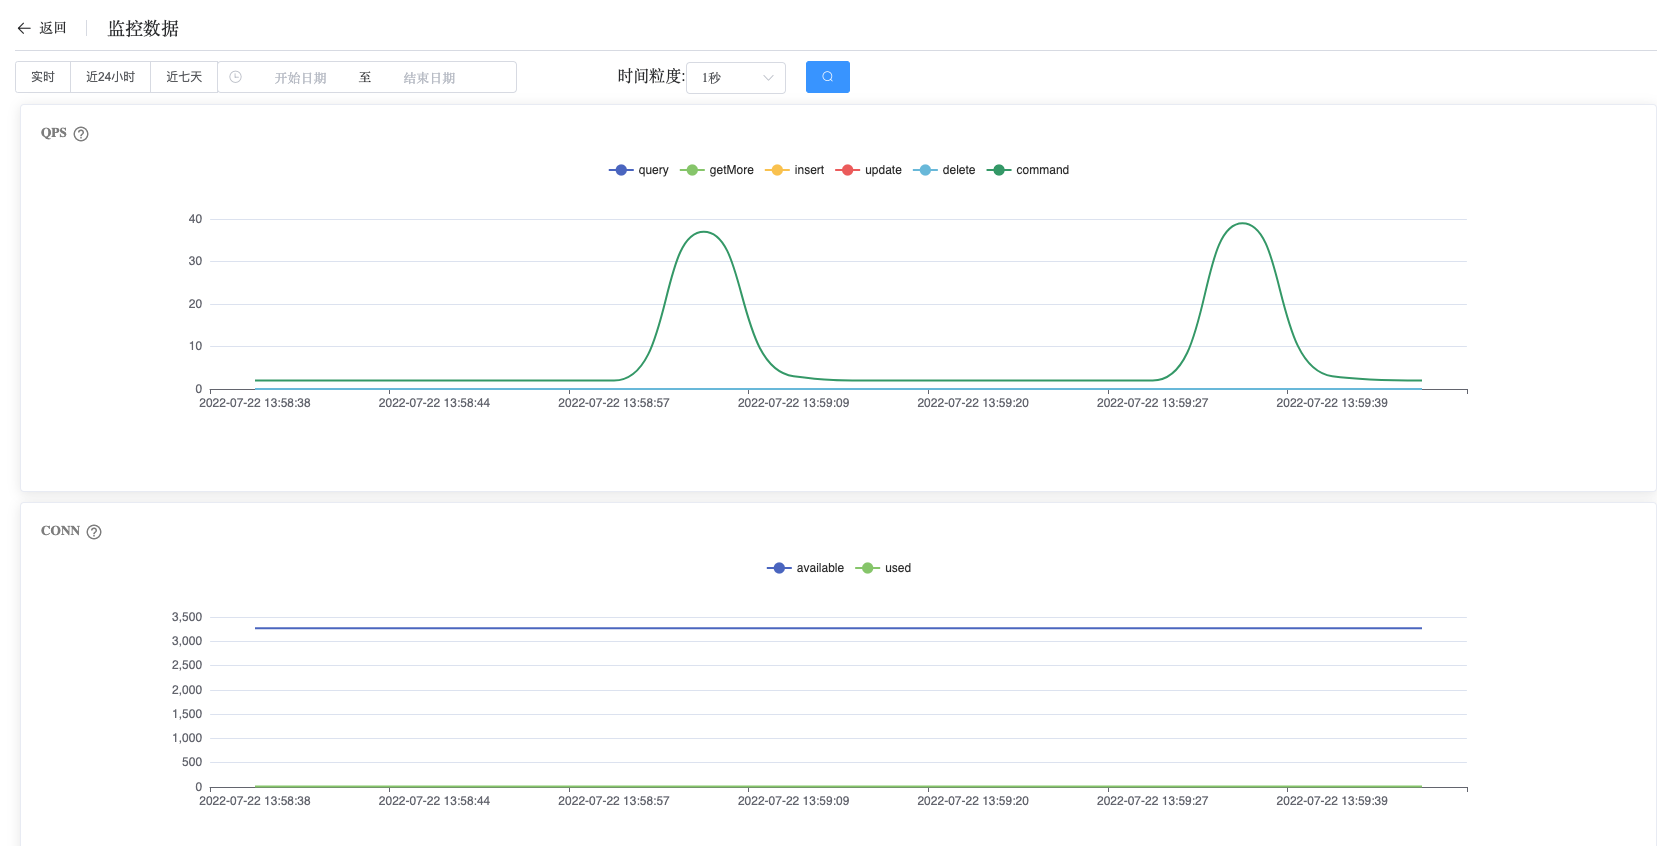 返回 监控数据
实时 近24小时 近七天 开始日期 至 结束日期 时间粒度: 1秒
QPS
query getMore insert update delete command
40
30
20
10
0
2022-07-22 13:58:38 2022-07-22 13:58:44 2022-07-22 13:58:57 2022-07-22 13:59:09 2022-07-22 13:59:20 2022-07-22 13:59:27 2022-07-22 13:59:39
CONN
available used
3,500
3,000
2,500
2,000
1,500
1,000
500
0
2022-07-22 13:58:38 2022-07-22 13:58:44 2022-07-22 13:58:57 2022-07-22 13:59:09 2022-07-22 13:59:20 2022-07-22 13:59:27 2022-07-22 13:59:39